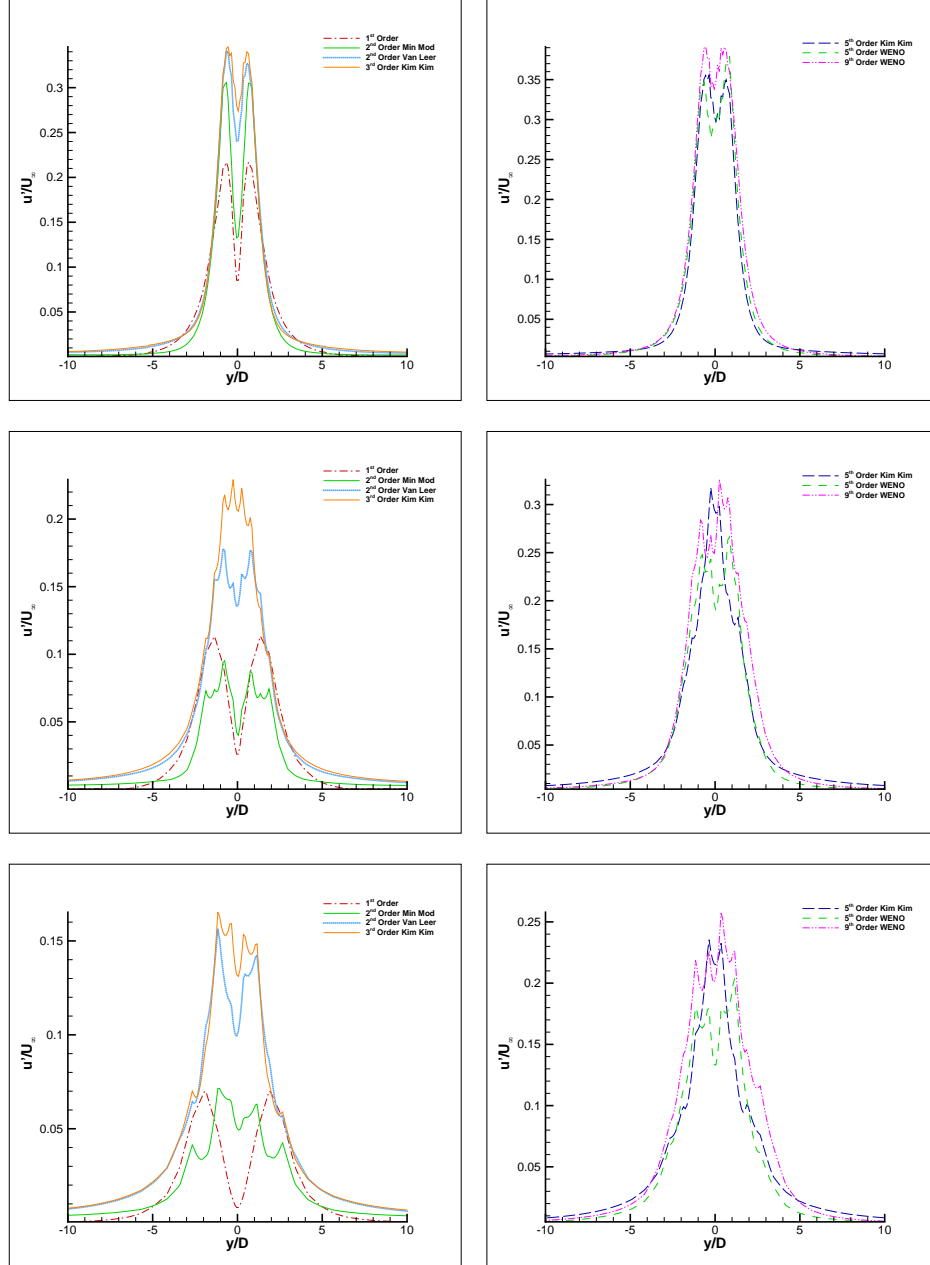 1st Order
2nd Order Min Mod
2nd Order Van Leer
3rd Order Kim Kim
0.3
0.25
0.2
0.15
0.1
0.05
u'/U∞
-10 -5 0 5 10
y/D
5th Order Kim Kim
5th Order WENO
9th Order WENO
0.35
0.3
0.25
0.2
0.15
0.1
0.05
u'/U∞
-10 -5 0 5 10
y/D
1st Order
2nd Order Min Mod
2nd Order Van Leer
3rd Order Kim Kim
0.2
0.15
0.1
0.05
u'/U∞
-10 -5 0 5 10
y/D
5th Order Kim Kim
5th Order WENO
9th Order WENO
0.3
0.25
0.2
0.15
0.1
0.05
u'/U∞
-10 -5 0 5 10
y/D
1st Order
2nd Order Min Mod
2nd Order Van Leer
3rd Order Kim Kim
0.15
0.1
0.05
u'/U∞
-10 -5 0 5 10
y/D
5th Order Kim Kim
5th Order WENO
9th Order WENO
0.25
0.2
0.15
0.1
0.05
u'/U∞
-10 -5 0 5 10
y/D